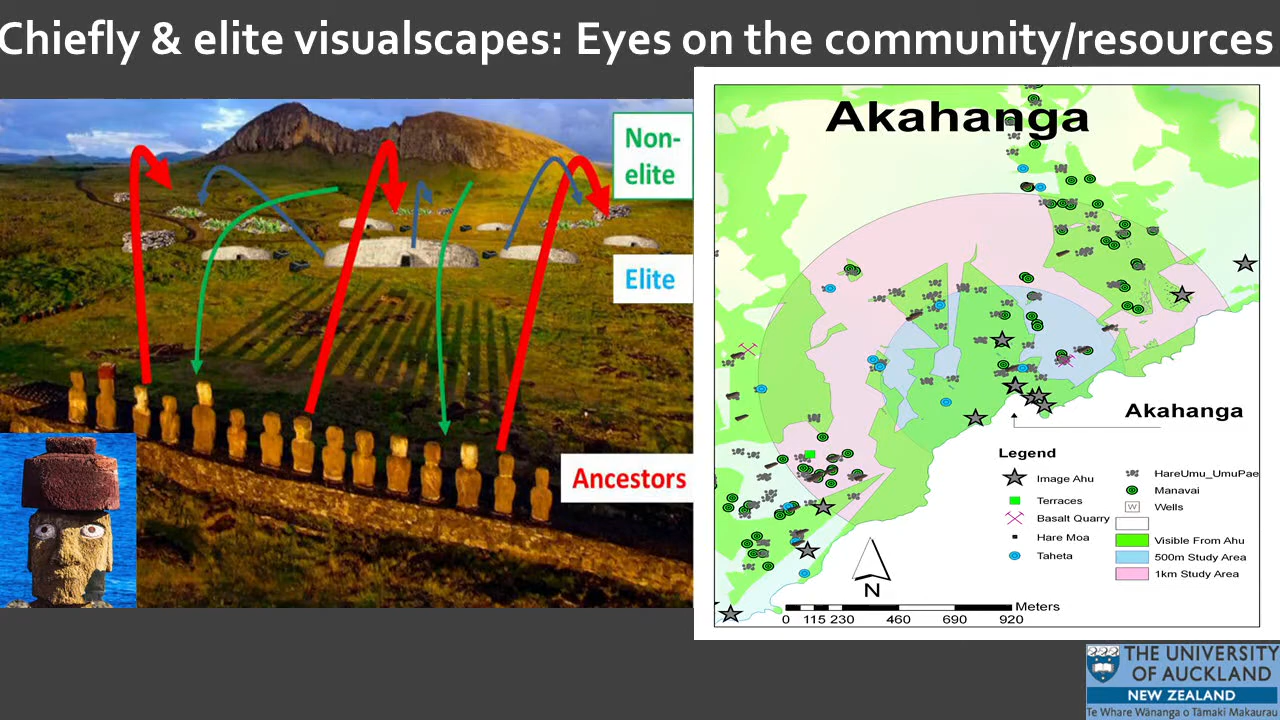 Chiefly & elite visualscapes: Eyes on the community/resources
Non-
elite
Elite
Ancestors
Akahanga
Akahanga
Legend
Image Ahu
Terraces
Basalt Quarry
Hare Moa
Taheta
HareUmu_UmuPae
Manavai
W
Wells
Visible From Ahu
500m Study Area
1km Study Area
N
Meters
0 115 230 460 690 920
THE UNIVERSITY
OF AUCKLAND
NEW ZEALAND
Te Whare Wānanga o Tāmaki Makaurau